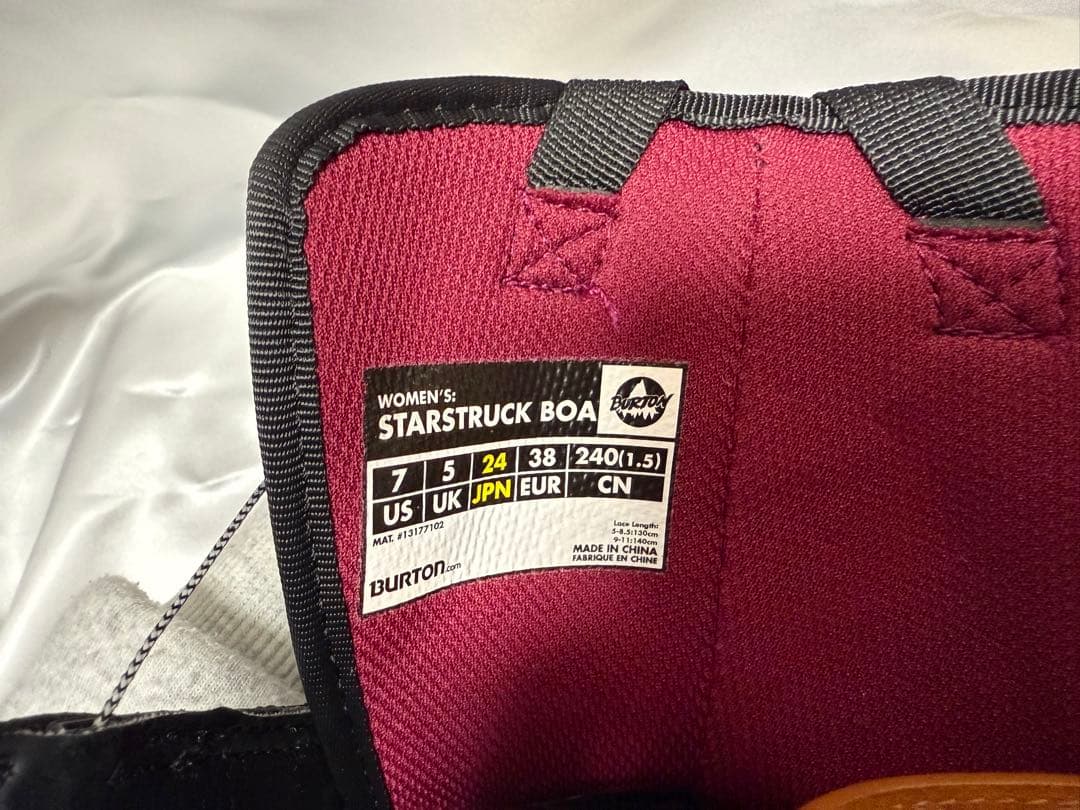 WOMEN'S:
STARSTRUCK BOA
BURTON
7 5 24 38 240(1.5)
US UK JPN EUR CN
MAT. #13177102
Lace Length:
5-8.5:130cm
9-11:140cm
MADE IN CHINA
FABRIQUE EN CHINE
BURTON.com